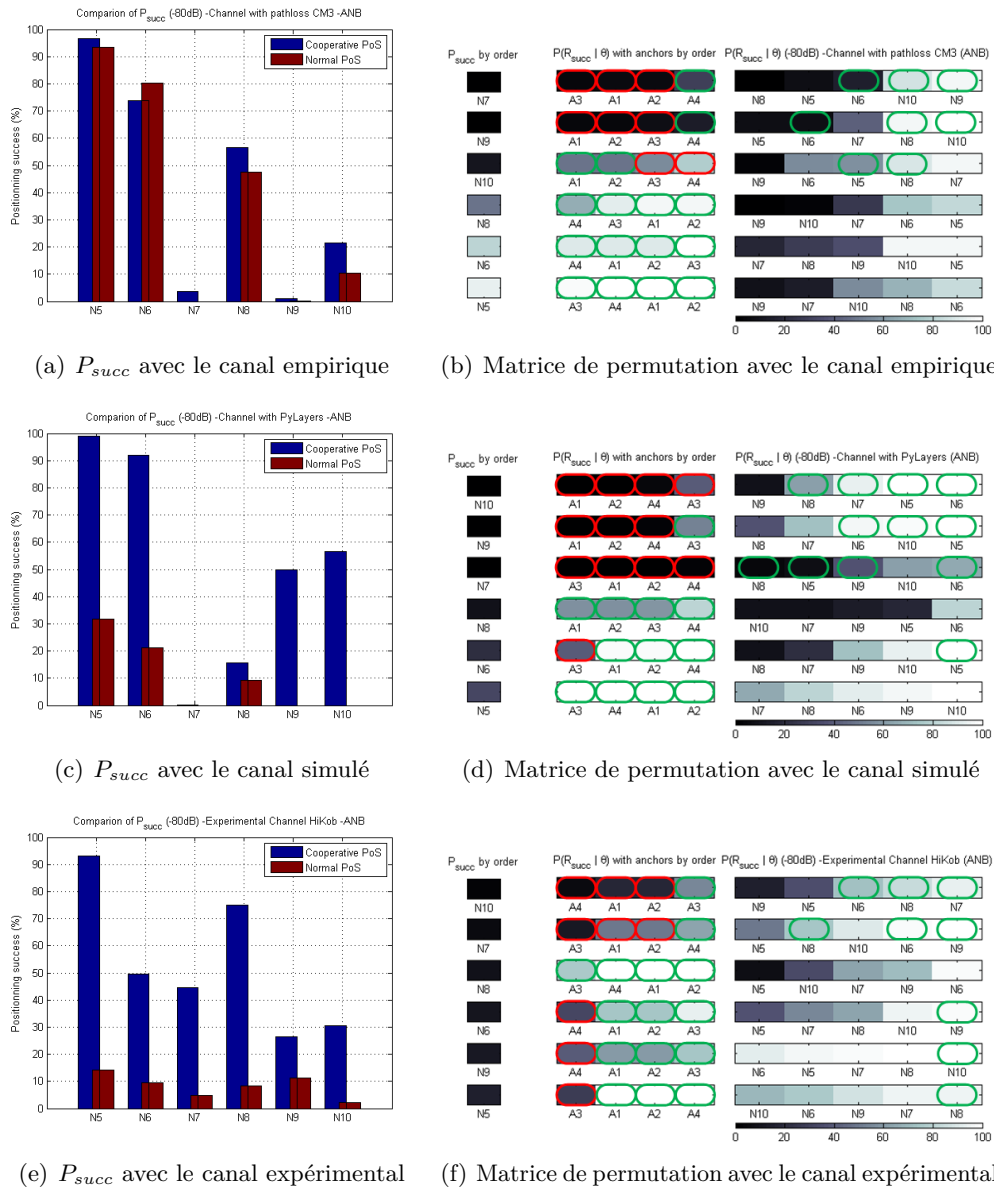 Comparion of P_succ (-80dB) -Channel with pathloss CM3 -ANB
Cooperative PoS
Normal PoS
Positionning success (%)
100
90
80
70
60
50
40
30
20
10
0
N5 N6 N7 N8 N9 N10
P_succ by order
N7
N9
N10
N8
N6
N5
P(R_succ | θ) with anchors by order
A3 A1 A2 A4
A1 A3 A2 A4
A1 A2 A3 A4
A4 A3 A1 A2
A4 A1 A2 A3
A3 A4 A1 A2
P(R_succ | θ) (-80dB) -Channel with pathloss CM3 (ANB)
N8 N5 N6 N10 N9
N5 N6 N7 N8 N10
N9 N6 N5 N8 N7
N9 N10 N7 N6 N5
N7 N8 N9 N10 N5
N9 N7 N10 N8 N6
0 20 40 60 80 100
(a) P_succ avec le canal empirique
(b) Matrice de permutation avec le canal empirique
Comparion of P_succ (-80dB) -Channel with PyLayers -ANB
Cooperative PoS
Normal PoS
Positionning success (%)
100
90
80
70
60
50
40
30
20
10
0
N5 N6 N7 N8 N9 N10
P_succ by order
N10
N9
N7
N8
N6
N5
P(R_succ | θ) with anchors by order
A1 A2 A4 A3
A1 A2 A4 A3
A3 A1 A2 A4
A1 A2 A3 A4
A3 A1 A2 A4
A3 A4 A1 A2
P(R_succ | θ) (-80dB) -Channel with PyLayers (ANB)
N9 N8 N7 N5 N6
N8 N7 N6 N10 N5
N8 N5 N9 N10 N6
N10 N7 N9 N5 N6
N8 N7 N9 N10 N5
N7 N8 N6 N9 N10
0 20 40 60 80 100
(c) P_succ avec le canal simulé
(d) Matrice de permutation avec le canal simulé
Comparion of P_succ (-80dB) -Experimental Channel HiKob -ANB
Cooperative PoS
Normal PoS
Positionning success (%)
100
90
80
70
60
50
40
30
20
10
0
N5 N6 N7 N8 N9 N10
P_succ by order
N10
N7
N8
N6
N9
N5
P(R_succ | θ) with anchors by order
A4 A1 A2 A3
A3 A1 A2 A4
A3 A4 A1 A2
A4 A1 A2 A3
A4 A1 A2 A3
A3 A1 A2 A4
P(R_succ | θ) (-80dB) -Experimental Channel HiKob (ANB)
N9 N5 N6 N8 N7
N5 N8 N10 N6 N9
N5 N10 N7 N9 N6
N5 N7 N8 N10 N9
N6 N5 N7 N8 N10
N10 N6 N9 N7 N8
0 20 40 60 80 100
(e) P_succ avec le canal expérimental
(f) Matrice de permutation avec le canal expérimental